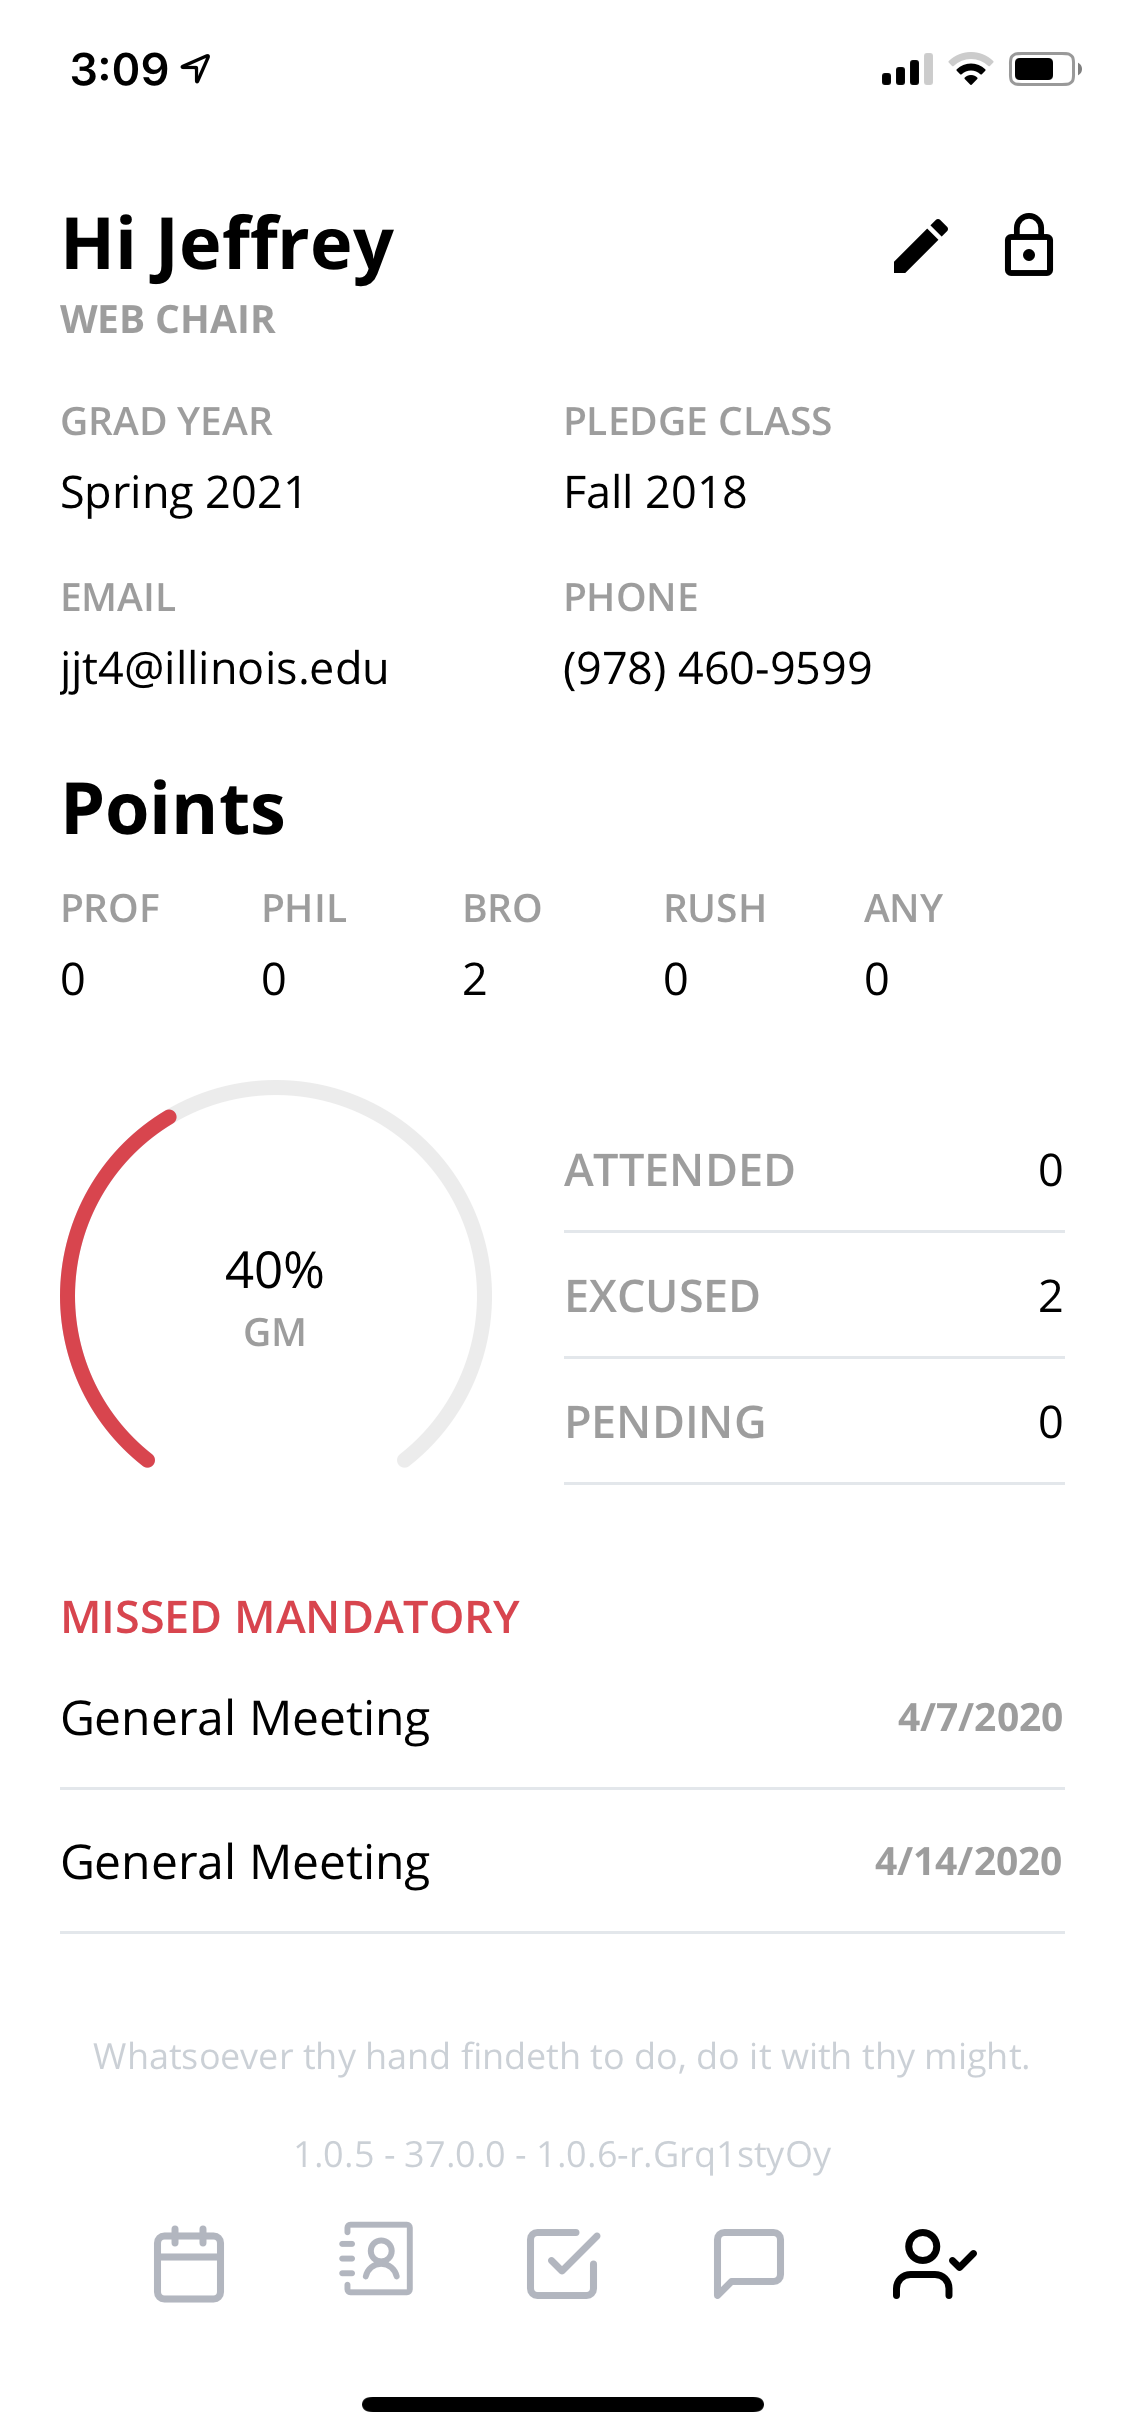 3:09
Hi Jeffrey
WEB CHAIR
GRAD YEAR PLEDGE CLASS
Spring 2021 Fall 2018
EMAIL PHONE
jjt4@illinois.edu (978) 460-9599
Points
PROF PHIL BRO RUSH ANY
0 0 2 0 0
40%
GM
ATTENDED 0
EXCUSED 2
PENDING 0
MISSED MANDATORY
General Meeting 4/7/2020
General Meeting 4/14/2020
Whatsoever thy hand findeth to do, do it with thy might.
1.0.5 - 37.0.0 - 1.0.6-r.Grq1styOy